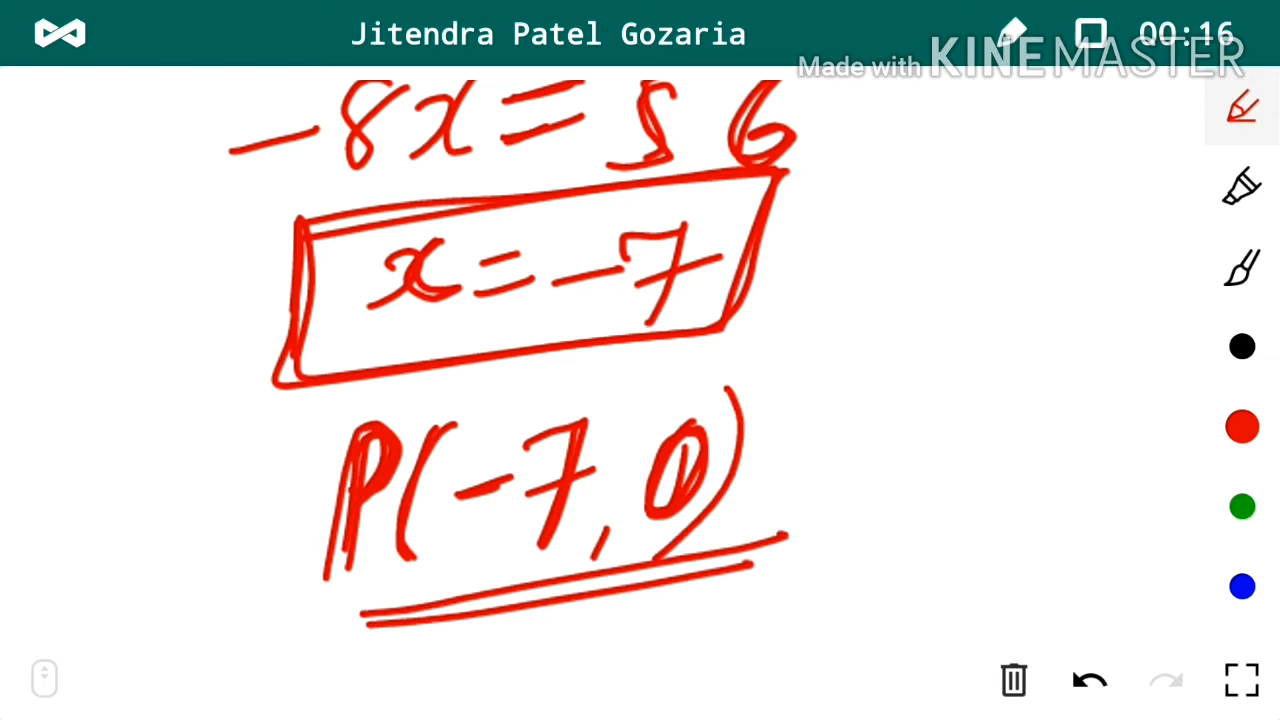 Jitendra Patel Gozaria
00:16
Made with KINEMASTER
-8x = 56
x = -7
P(-7, 0)